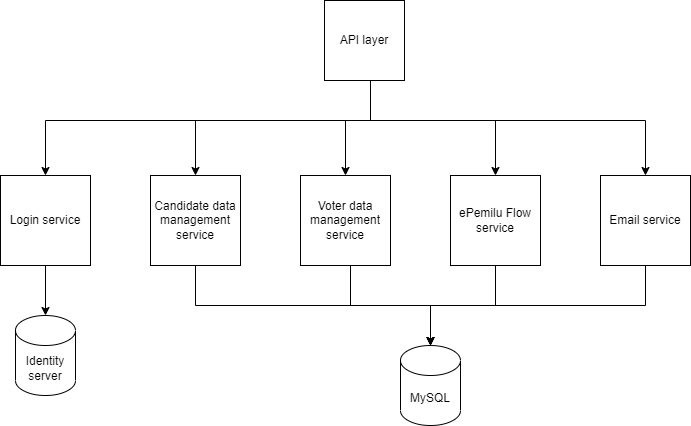 API layer
Login service
Candidate data
management
service
Voter data
management
service
ePemilu Flow
service
Email service
Identity
server
MySQL